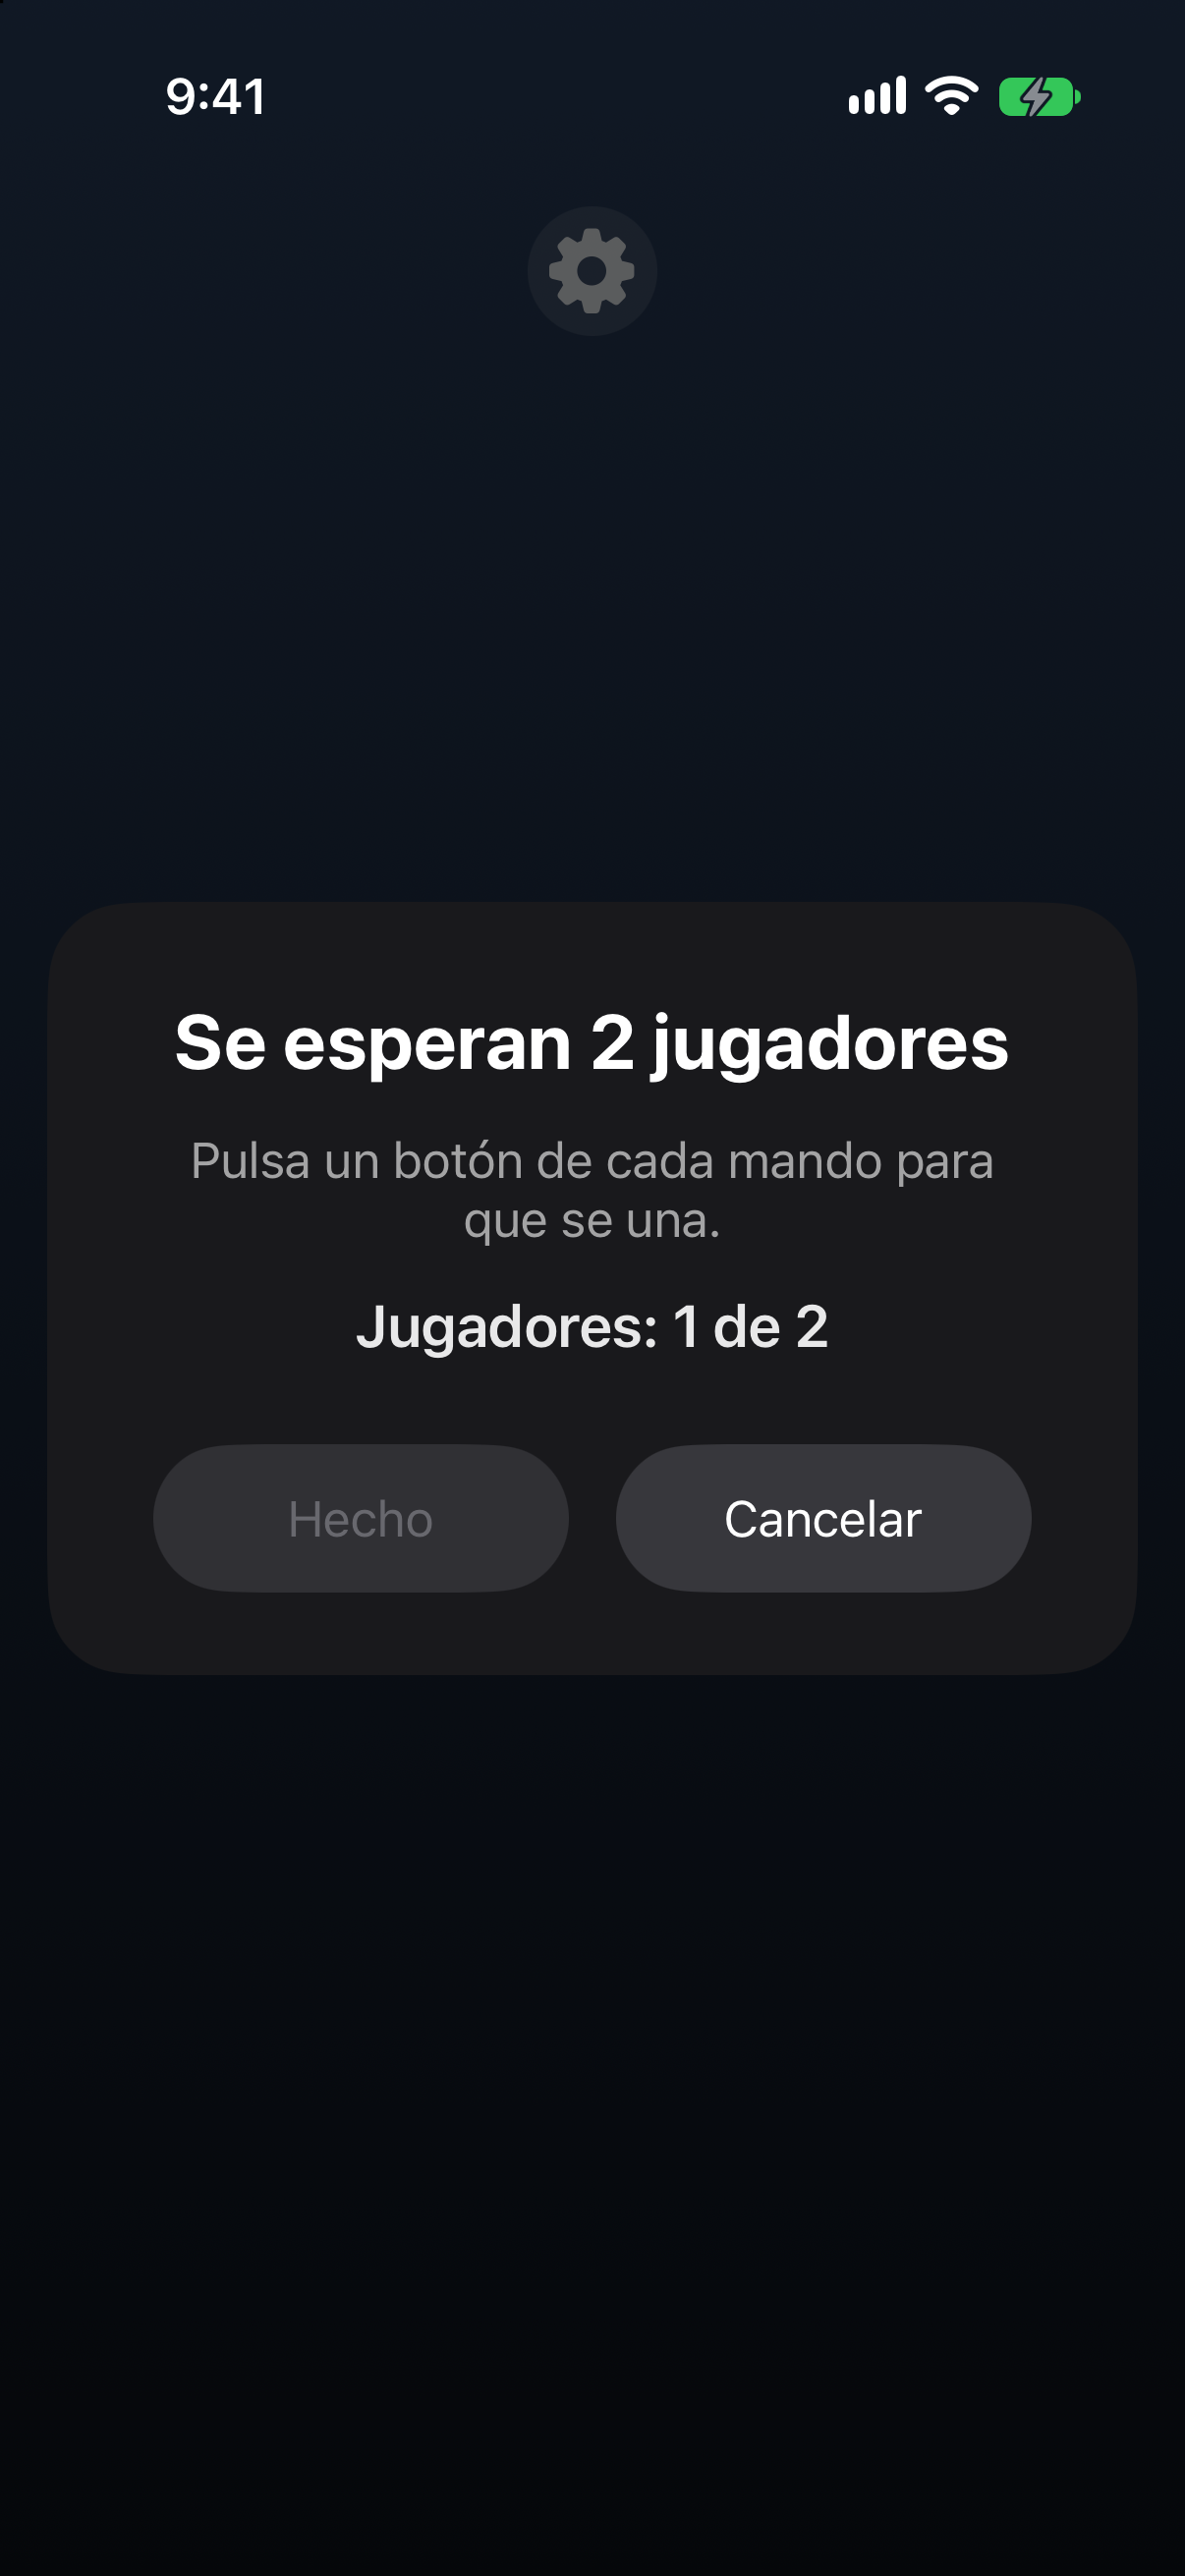 9:41
Se esperan 2 jugadores
Pulsa un botón de cada mando para
que se una.
Jugadores: 1 de 2
Hecho
Cancelar